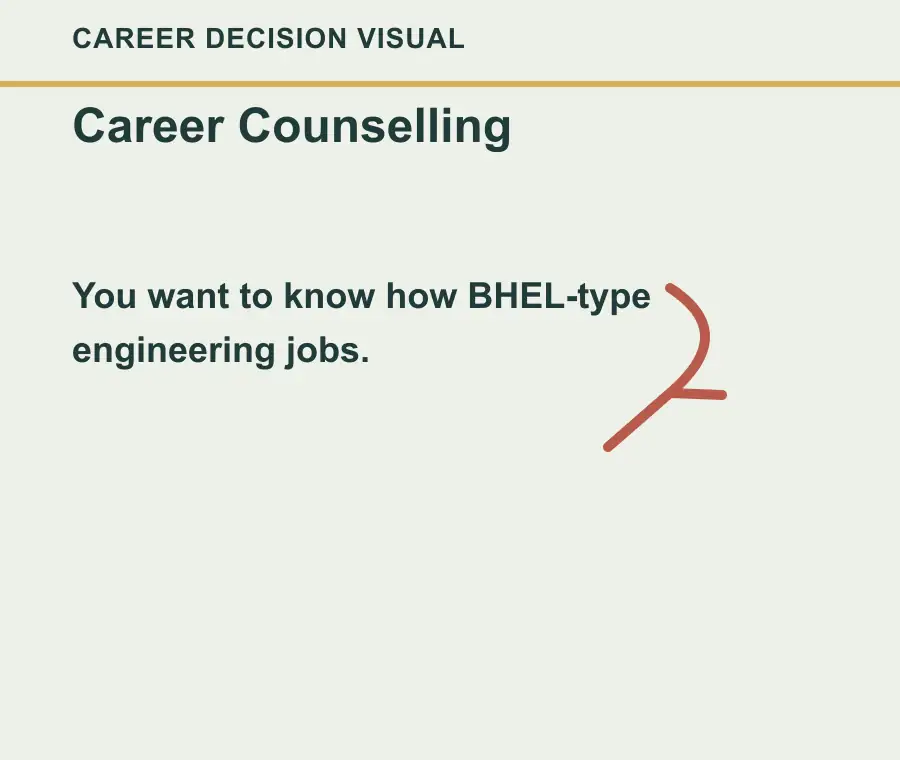 CAREER DECISION VISUAL
Career Counselling
You want to know how BHEL-type
engineering jobs.